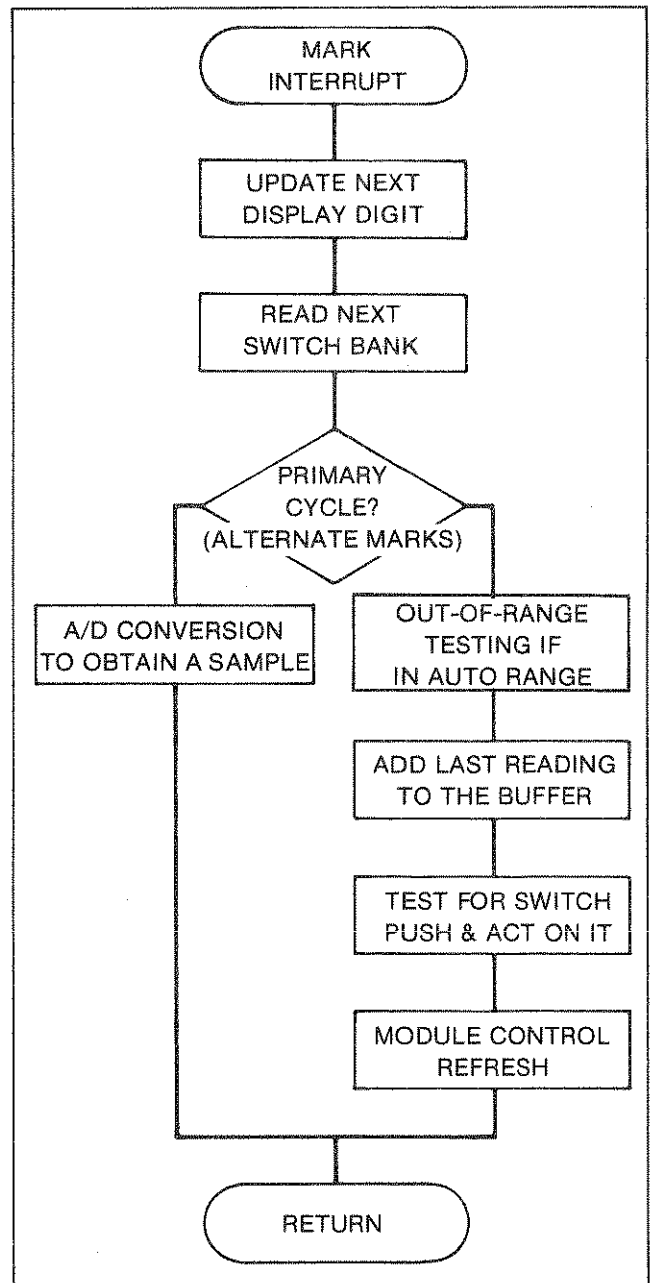 MARK
INTERRUPT
UPDATE NEXT
DISPLAY DIGIT
READ NEXT
SWITCH BANK
PRIMARY
CYCLE?
(ALTERNATE MARKS)
A/D CONVERSION
TO OBTAIN A SAMPLE
OUT-OF-RANGE
TESTING IF
IN AUTO RANGE
ADD LAST READING
TO THE BUFFER
TEST FOR SWITCH
PUSH & ACT ON IT
MODULE CONTROL
REFRESH
RETURN